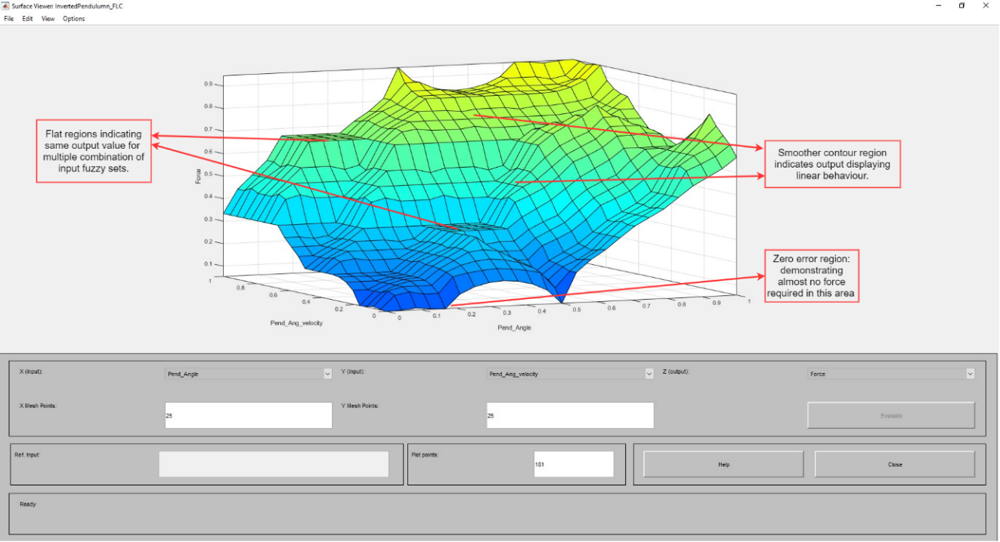 Surface Viewer: InvertedPendulumn_FLC
File Edit View Options
0.9
0.8
0.7
0.6
0.5
0.4
0.3
0.2
0.1
Force
1
0.8
0.6
0.4
0.2
0
Pend_Ang_velocity
0
0.1
0.2
0.3
0.4
0.5
0.6
0.7
0.8
0.9
1
Pend_Angle
Flat regions indicating
same output value for
multiple combination of
input fuzzy sets.
Smoother contour region
indicates output displaying
linear behaviour.
Zero error region:
demonstrating
almost no force
required in this area
X (input): Pend_Angle Y (input): Pend_Ang_velocity Z (output): Force
X Mesh Points: 25 Y Mesh Points: 25 Evaluate
Ref. Input: Plot points: 181 Help Close
Ready